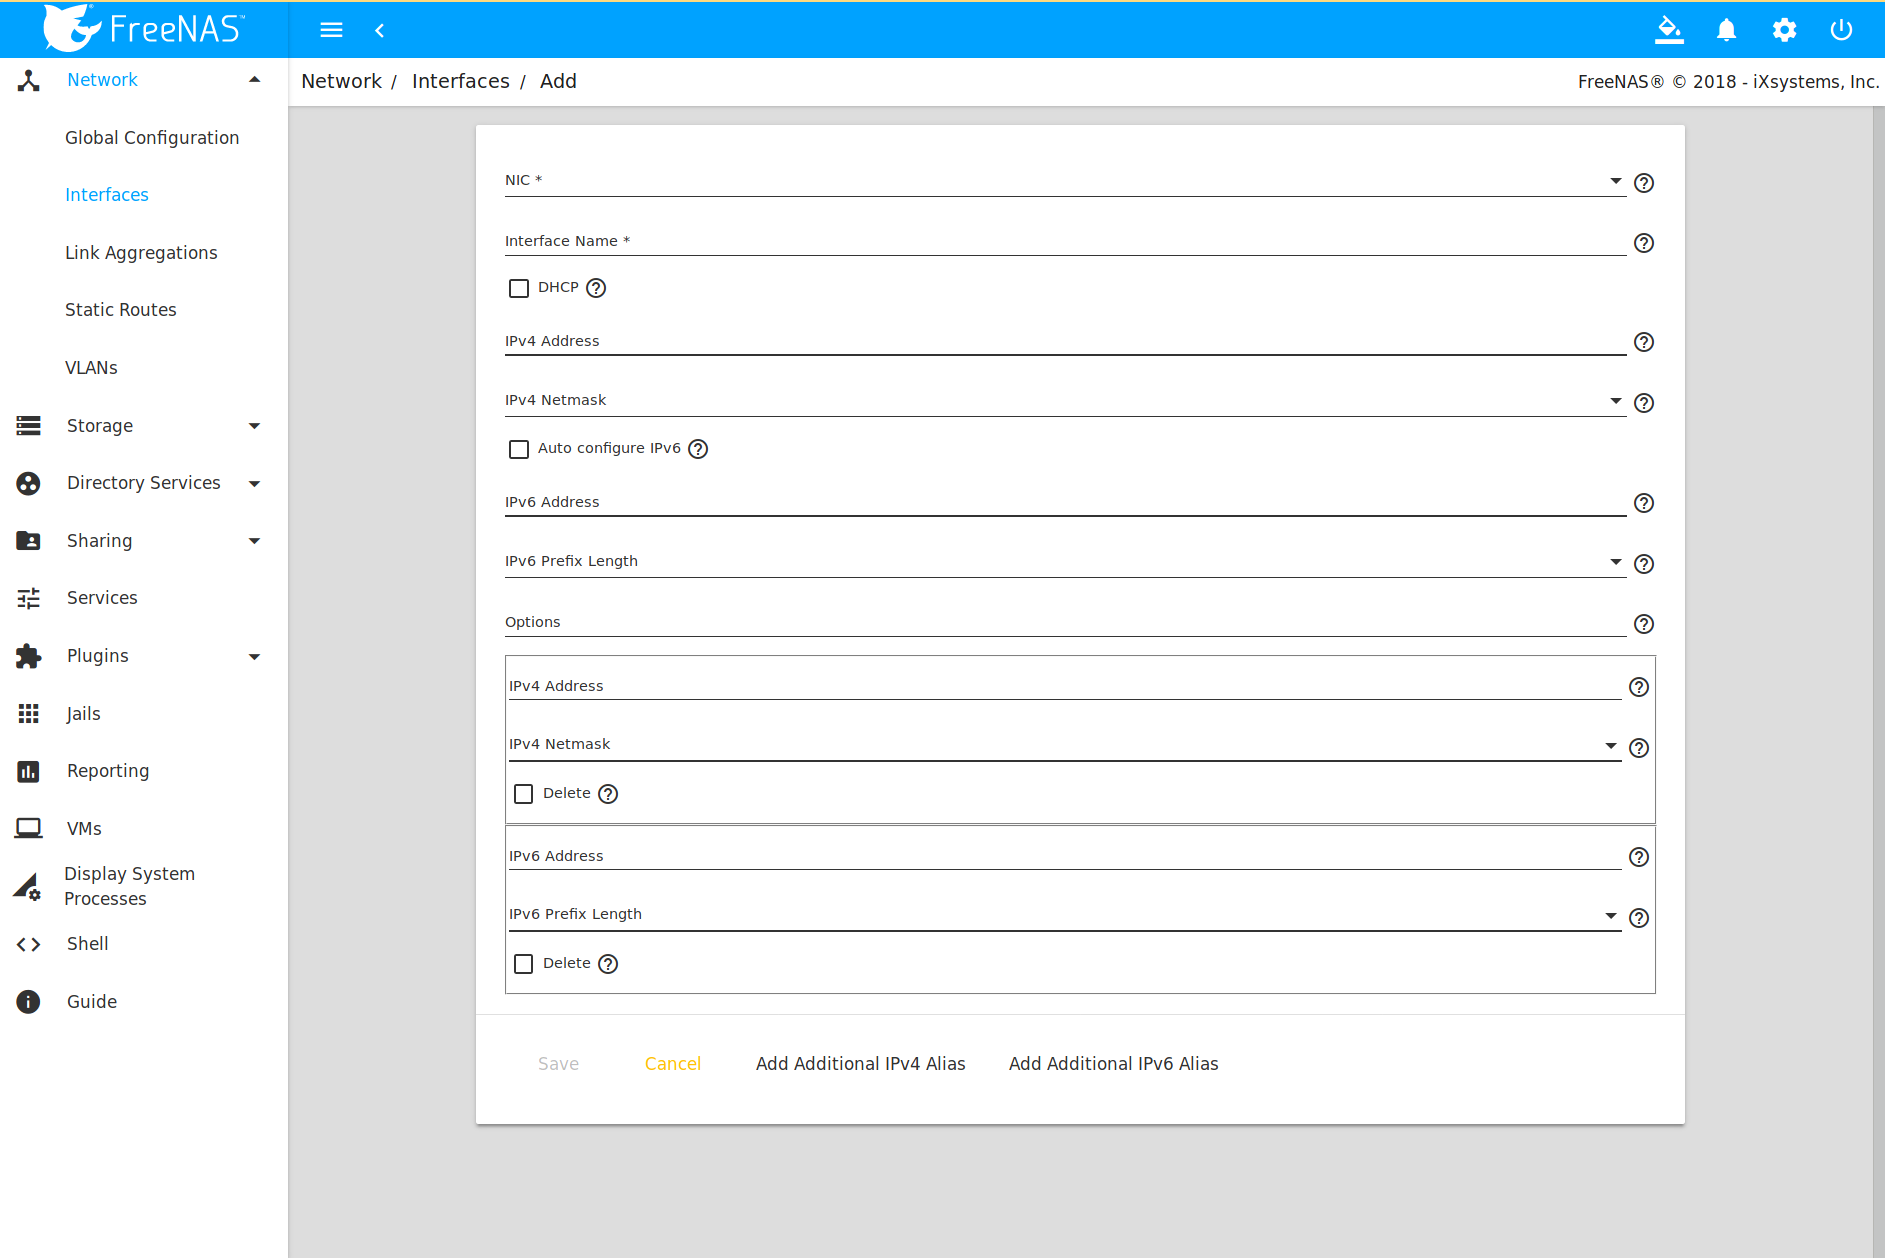 FreeNAS™
Network / Interfaces / Add
FreeNAS® © 2018 - iXsystems, Inc.
Network
Global Configuration
Interfaces
Link Aggregations
Static Routes
VLANs
Storage
Directory Services
Sharing
Services
Plugins
Jails
Reporting
VMs
Display System
Processes
Shell
Guide
NIC *
Interface Name *
DHCP
IPv4 Address
IPv4 Netmask
Auto configure IPv6
IPv6 Address
IPv6 Prefix Length
Options
IPv4 Address
IPv4 Netmask
Delete
IPv6 Address
IPv6 Prefix Length
Delete
Save Cancel Add Additional IPv4 Alias Add Additional IPv6 Alias